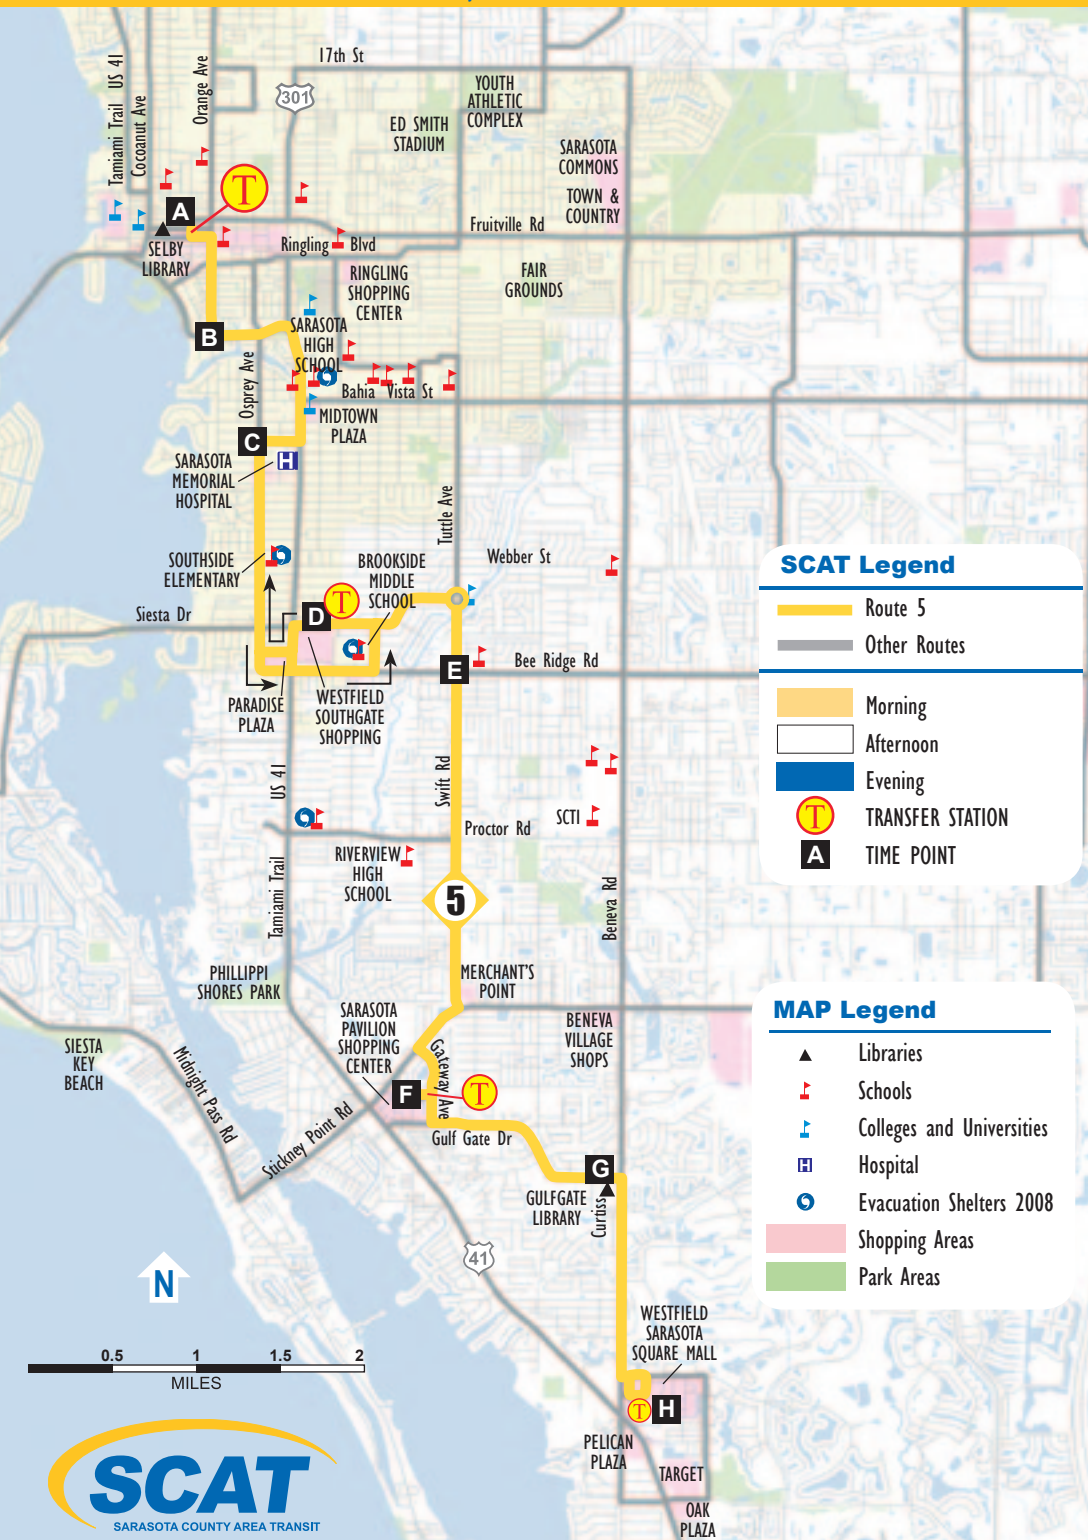 17th St
Tamiami Trail US 41
Cocoanut Ave
Orange Ave
301
YOUTH
ATHLETIC
COMPLEX
ED SMITH
STADIUM
SARASOTA
COMMONS
TOWN &
COUNTRY
A
T
Fruitville Rd
SELBY
LIBRARY
Ringling Blvd
RINGLING
SHOPPING
CENTER
FAIR
GROUNDS
B
SARASOTA
HIGH
SCHOOL
Osprey Ave
Bahia Vista St
MIDTOWN
PLAZA
C
H
SARASOTA
MEMORIAL
HOSPITAL
Tuttle Ave
SOUTHSIDE
ELEMENTARY
BROOKSIDE
MIDDLE
SCHOOL
Webber St
Siesta Dr
D
T
E
Bee Ridge Rd
PARADISE
PLAZA
WESTFIELD
SOUTHGATE
SHOPPING
US 41
Swift Rd
SCTI
Proctor Rd
RIVERVIEW
HIGH
SCHOOL
Tamiami Trail
5
Beneva Rd
PHILLIPPI
SHORES PARK
MERCHANT'S
POINT
SARASOTA
PAVILION
SHOPPING
CENTER
BENEVA
VILLAGE
SHOPS
SIESTA
KEY
BEACH
Midnight Pass Rd
Gateway Ave
F
T
Stickney Point Rd
Gulf Gate Dr
G
GULFGATE
LIBRARY
Curtiss
41
WESTFIELD
SARASOTA
SQUARE MALL
T
H
PELICAN
PLAZA
TARGET
OAK
PLAZA
SCAT Legend
Route 5
Other Routes
Morning
Afternoon
Evening
T TRANSFER STATION
A TIME POINT
MAP Legend
Libraries
Schools
Colleges and Universities
H Hospital
Evacuation Shelters 2008
Shopping Areas
Park Areas
N
0.5 1 1.5 2
MILES
SCAT
SARASOTA COUNTY AREA TRANSIT